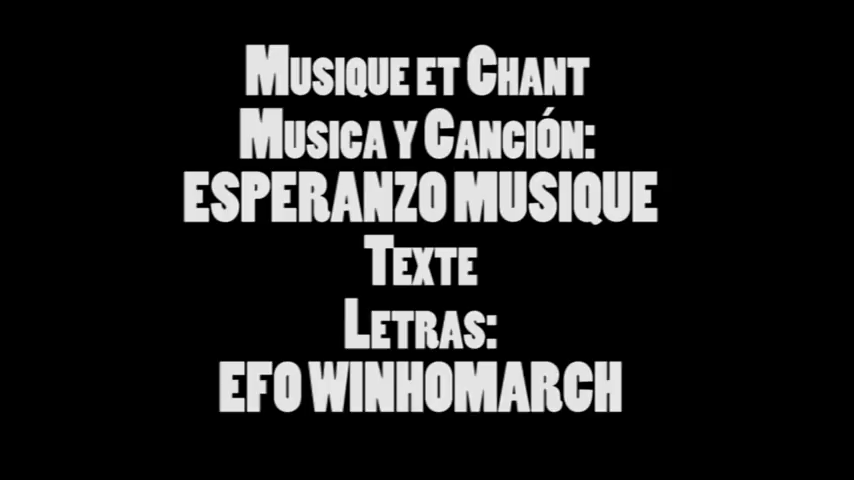 Musique et Chant
Musica y Canción:
ESPERANZO MUSIQUE
Texte
Letras:
EFO WINHOMARCH